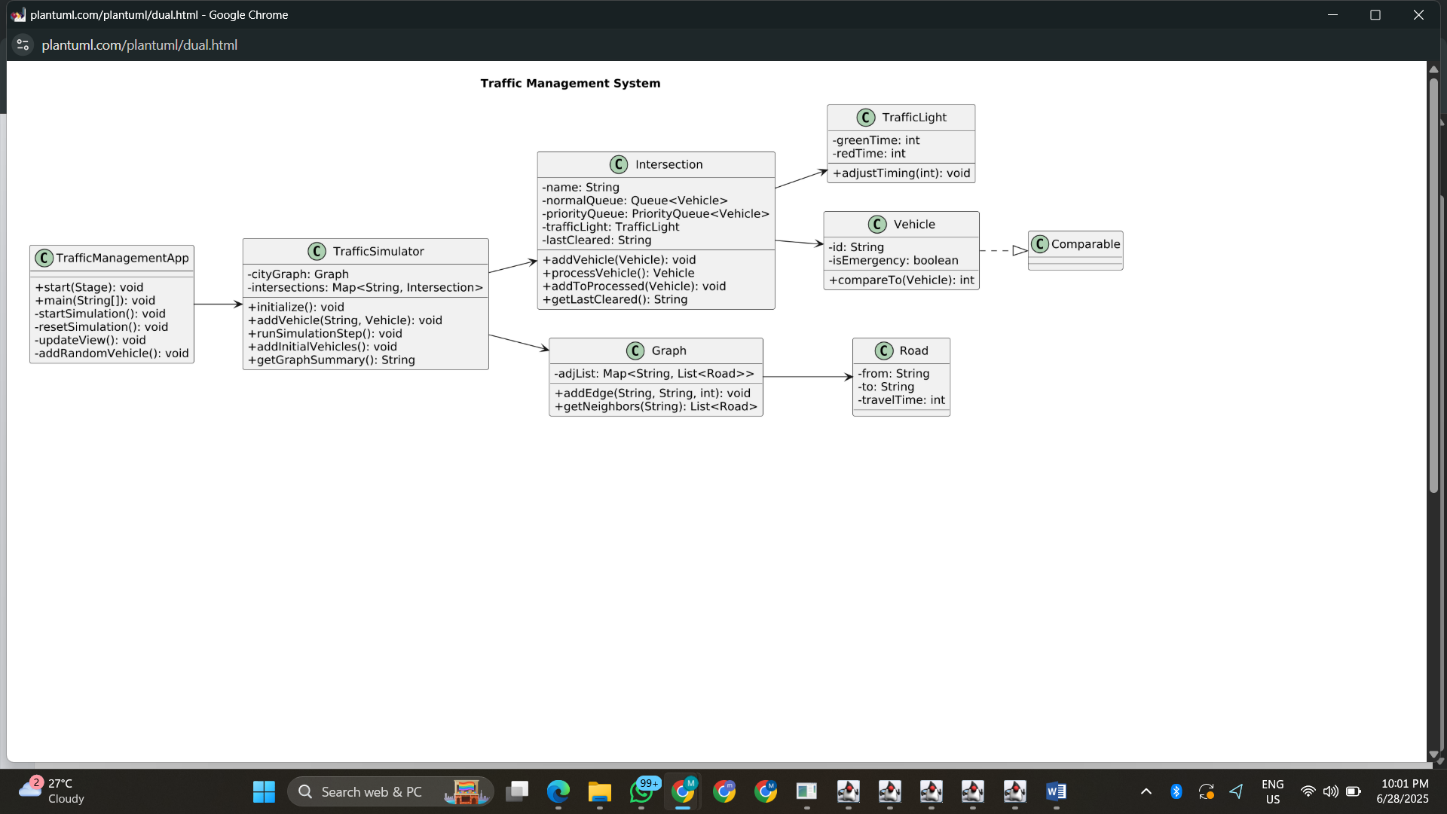 plantuml.com/plantuml/dual.html - Google Chrome
plantuml.com/plantuml/dual.html
Traffic Management System
C TrafficManagementApp
+start(Stage): void
+main(String[]): void
-startSimulation(): void
-resetSimulation(): void
-updateView(): void
-addRandomVehicle(): void
C TrafficSimulator
-cityGraph: Graph
-intersections: Map<String, Intersection>
+initialize(): void
+addVehicle(String, Vehicle): void
+runSimulationStep(): void
+addInitialVehicles(): void
+getGraphSummary(): String
C Intersection
-name: String
-normalQueue: Queue<Vehicle>
-priorityQueue: PriorityQueue<Vehicle>
-trafficLight: TrafficLight
-lastCleared: String
+addVehicle(Vehicle): void
+processVehicle(): Vehicle
+addToProcessed(Vehicle): void
+getLastCleared(): String
C Graph
-adjList: Map<String, List<Road>>
+addEdge(String, String, int): void
+getNeighbors(String): List<Road>
C TrafficLight
-greenTime: int
-redTime: int
+adjustTiming(int): void
C Vehicle
-id: String
-isEmergency: boolean
+compareTo(Vehicle): int
C Road
-from: String
-to: String
-travelTime: int
C Comparable
2
27°C
Cloudy
Search web & PC
99+
M
ENG
US
10:01 PM
6/28/2025